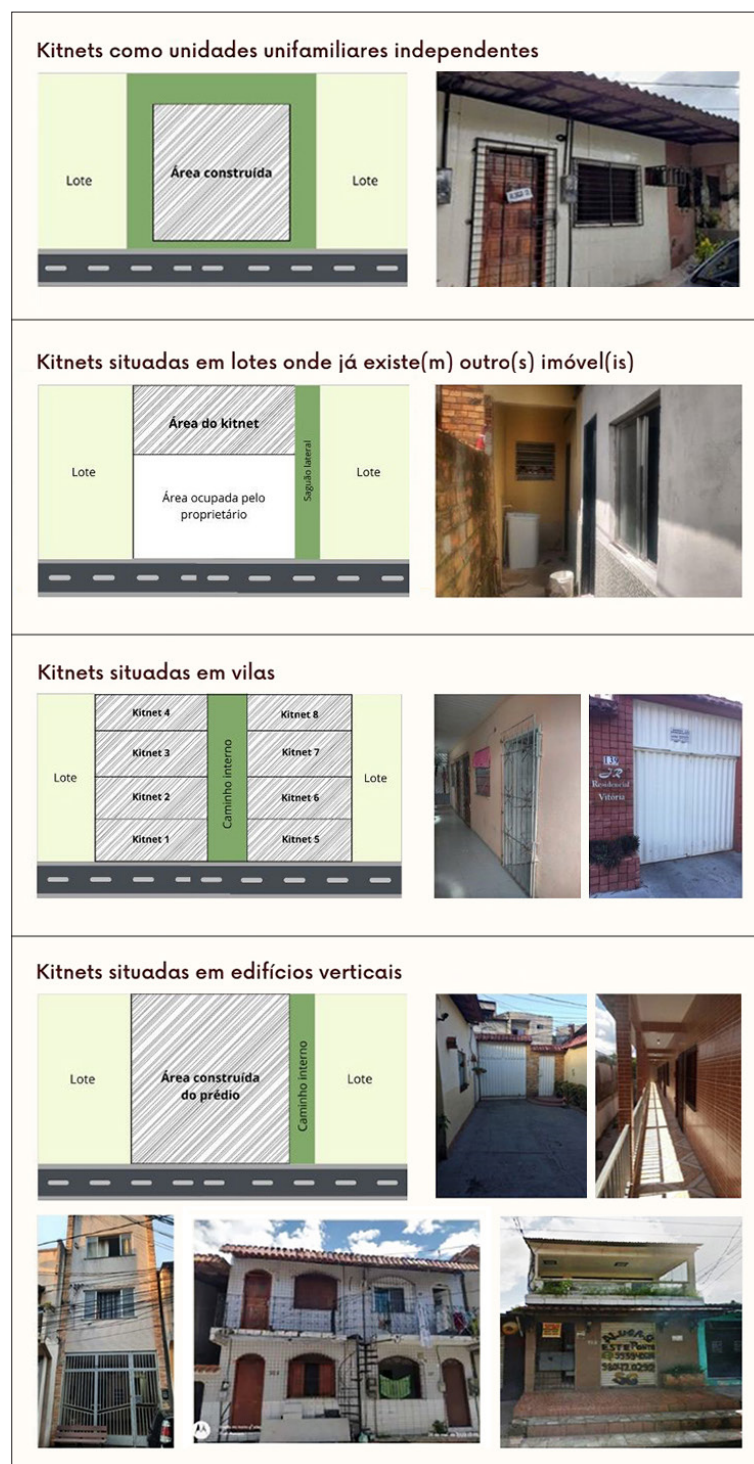 Kitnets como unidades unifamiliares independentes
Lote
Área construída
Lote
Kitnets situadas em lotes onde já existe(m) outro(s) imóvel(is)
Lote
Área do kitnet
Área ocupada pelo
proprietário
Saguão lateral
Lote
Kitnets situadas em vilas
Lote
Kitnet 4
Kitnet 3
Kitnet 2
Kitnet 1
Caminho interno
Kitnet 8
Kitnet 7
Kitnet 6
Kitnet 5
Lote
JR
Residencial
Vitória
Kitnets situadas em edifícios verticais
Lote
Área construída
do prédio
Caminho interno
Lote